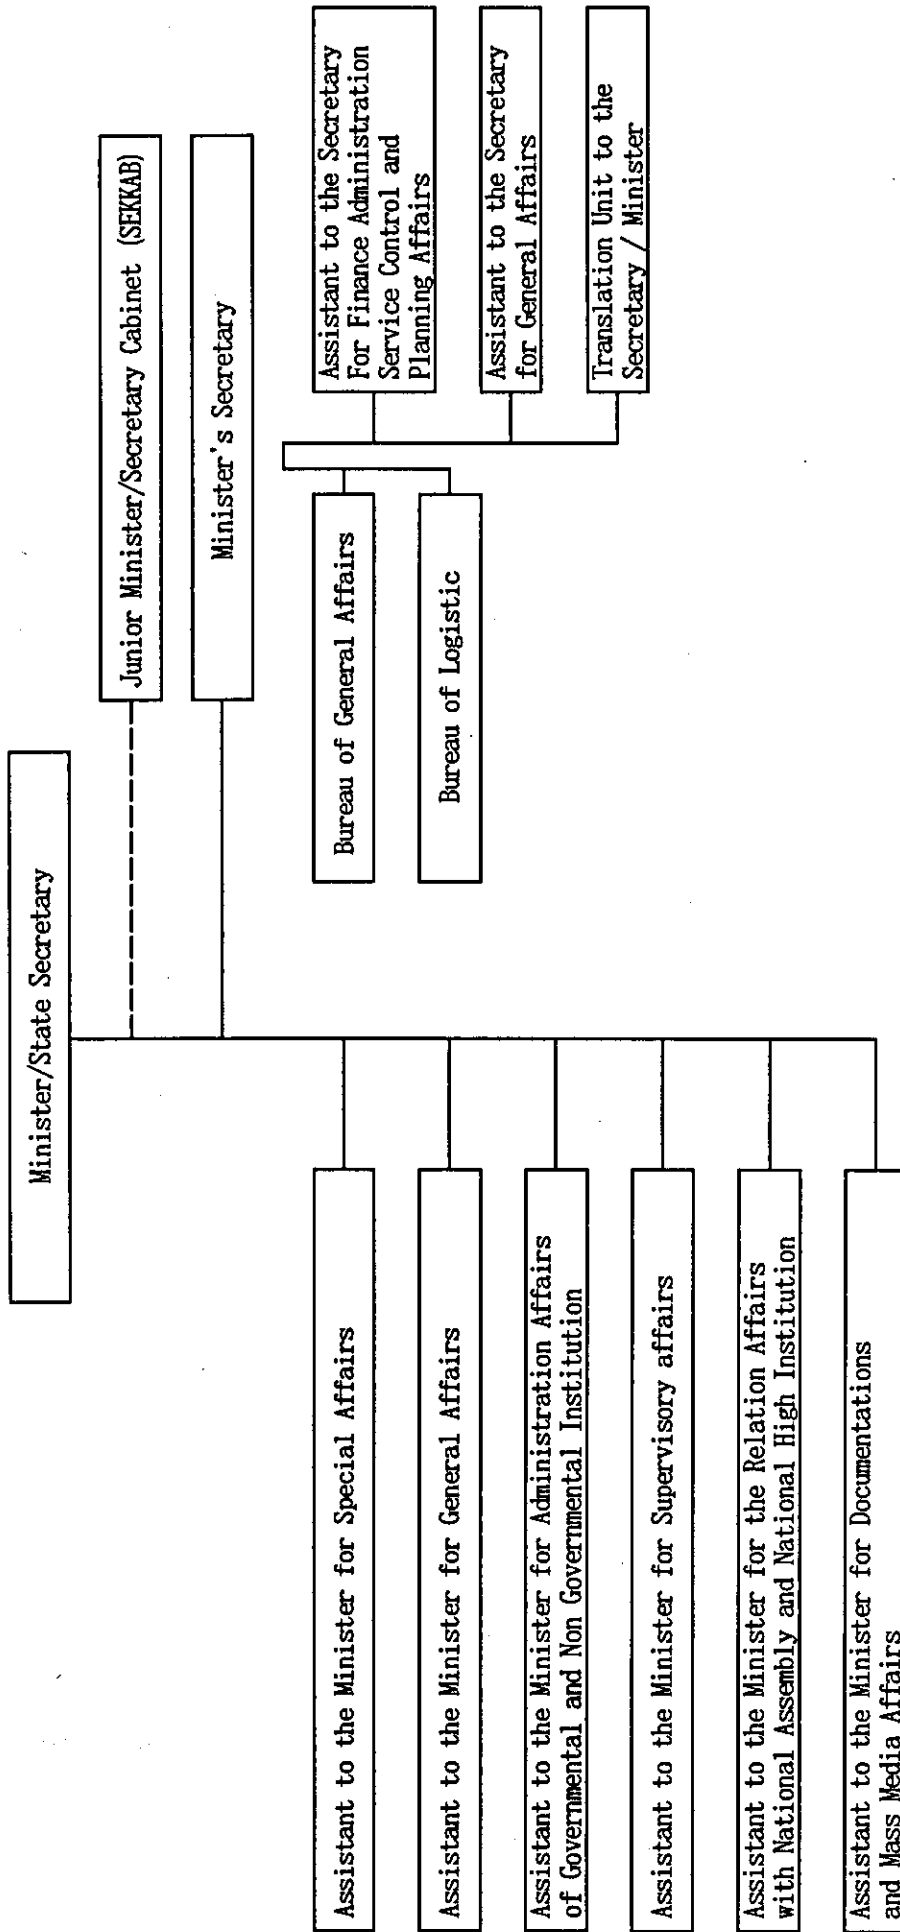 Minister/State Secretary
Junior Minister/Secretary Cabinet (SEKKAB)
Minister's Secretary
Assistant to the Minister for Special Affairs
Assistant to the Minister for General Affairs
Assistant to the Minister for Administration Affairs
of Governmental and Non Governmental Institution
Assistant to the Minister for Supervisory affairs
Assistant to the Minister for the Relation Affairs
with National Assembly and National High Institution
Assistant to the Minister for Documentations
and Mass Media Affairs
Bureau of General Affairs
Bureau of Logistic
Assistant to the Secretary
For Finance Administration
Service Control and
Planning Affairs
Assistant to the Secretary
for General Affairs
Translation Unit to the
Secretary / Minister